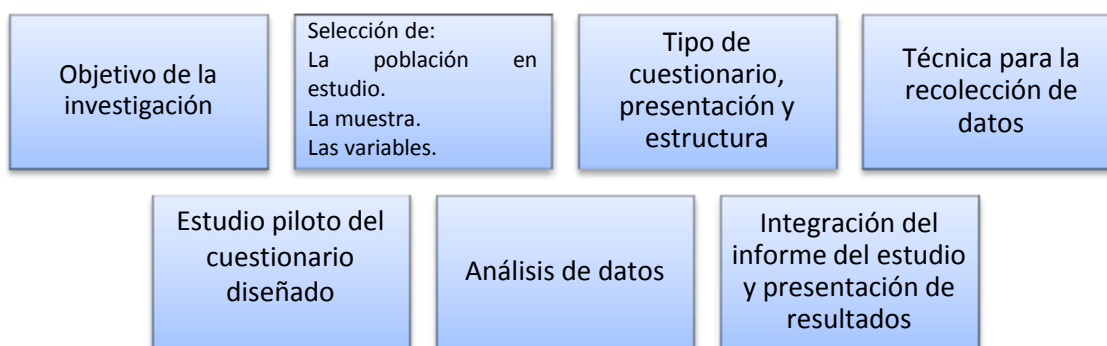 Objetivo de la
investigación
Selección de:
La población en
estudio.
La muestra.
Las variables.
Tipo de
cuestionario,
presentación y
estructura
Técnica para la
recolección de
datos
Estudio piloto del
cuestionario
diseñado
Análisis de datos
Integración del
informe del estudio
y presentación de
resultados